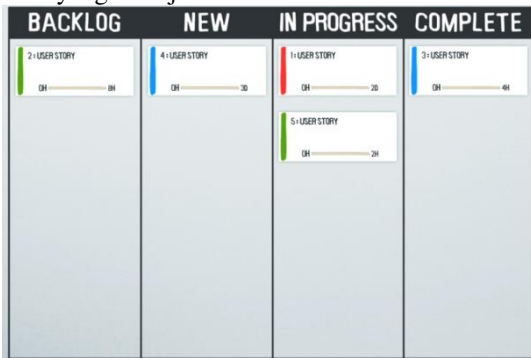 BACKLOG
NEW
IN PROGRESS
COMPLETE
2: USER STORY
0H
8H
4: USER STORY
0H
3D
1: USER STORY
0H
2D
5: USER STORY
0H
2H
3: USER STORY
0H
4H